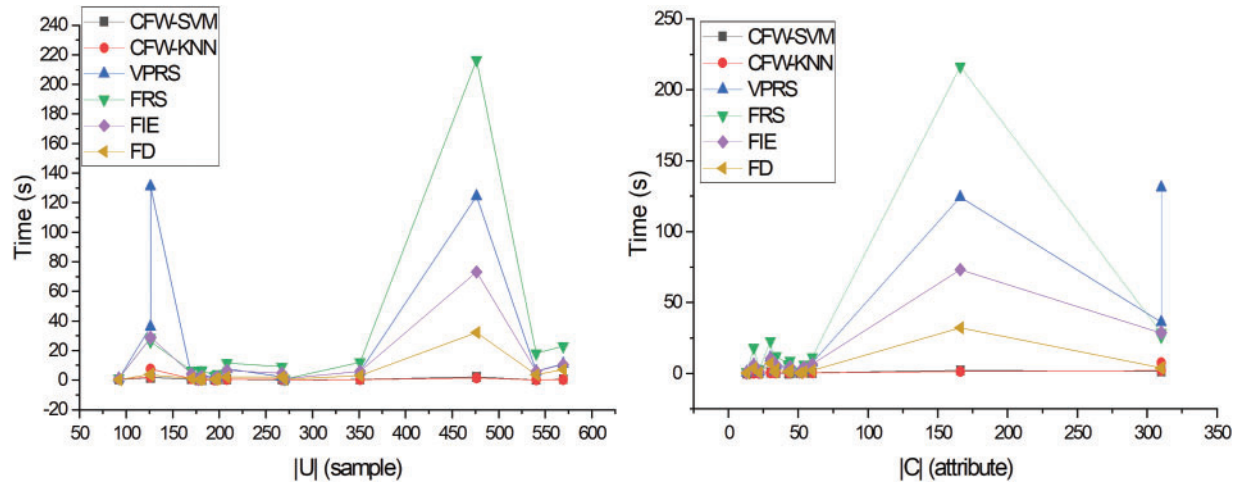 CFW-SVM
CFW-KNN
VPRS
FRS
FIE
FD
240
220
200
180
160
140
120
100
80
60
40
20
0
-20
Time (s)
50 100 150 200 250 300 350 400 450 500 550 600
|U| (sample)
CFW-SVM
CFW-KNN
VPRS
FRS
FIE
FD
250
200
150
100
50
0
Time (s)
0 50 100 150 200 250 300 350
|C| (attribute)